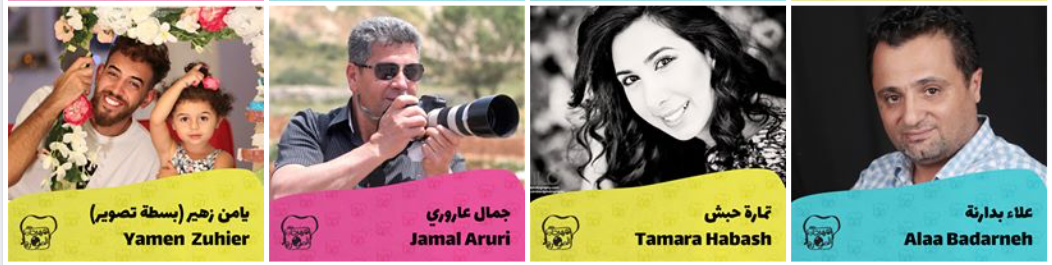 يامن زهير (بسطة تصوير)
Yamen Zuhier
جمال عاروري
Jamal Aruri
تمارة حبش
Tamara Habash
علاء بدارنة
Alaa Badarneh